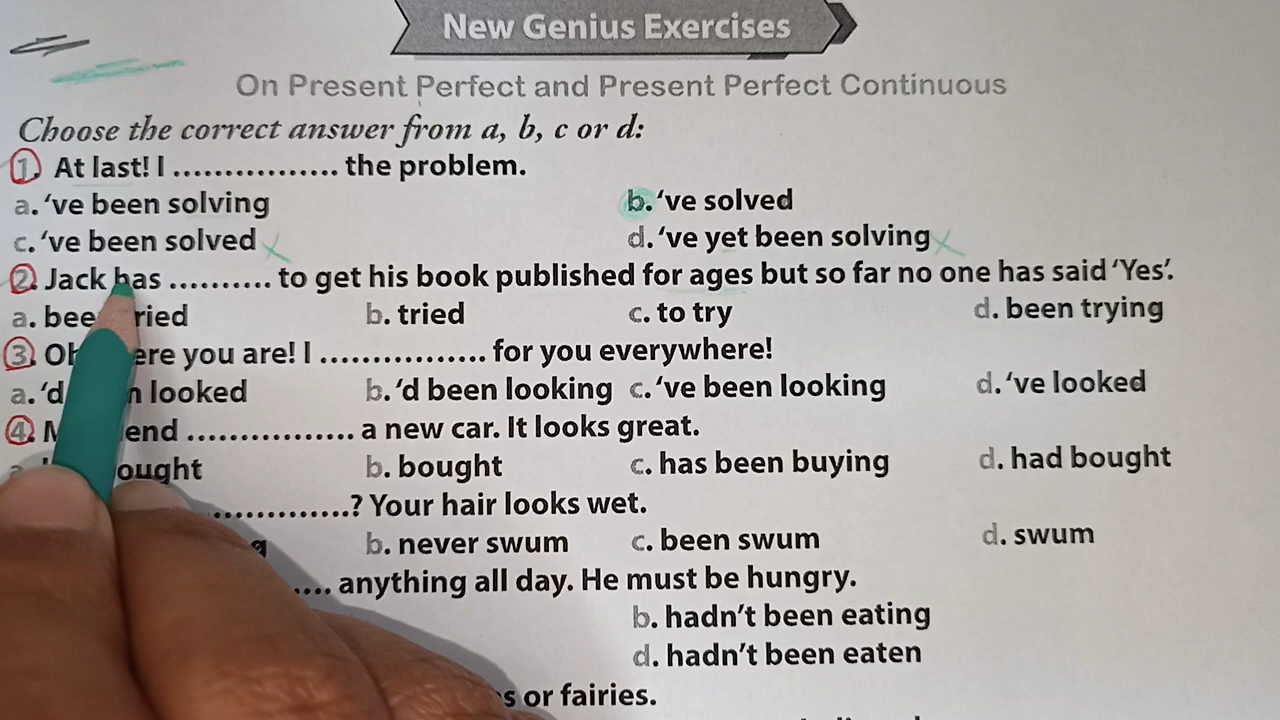 New Genius Exercises
On Present Perfect and Present Perfect Continuous
Choose the correct answer from a, b, c or d:
1. At last! I ................ the problem.
a. ‘ve been solving b. ‘ve solved
c. ‘ve been solved d. ‘ve yet been solving
2. Jack has .......... to get his book published for ages but so far no one has said ‘Yes’.
a. tried b. tried c. to try d. been trying
3. you are! I ................ for you everywhere!
a. looked b. ‘d been looking c. ‘ve been looking d. ‘ve looked
4. ................ a new car. It looks great.
b. bought c. has been buying d. had bought
.............? Your hair looks wet.
b. never swum c. been swum d. swum
.... anything all day. He must be hungry.
b. hadn’t been eating
d. hadn’t been eaten
or fairies.